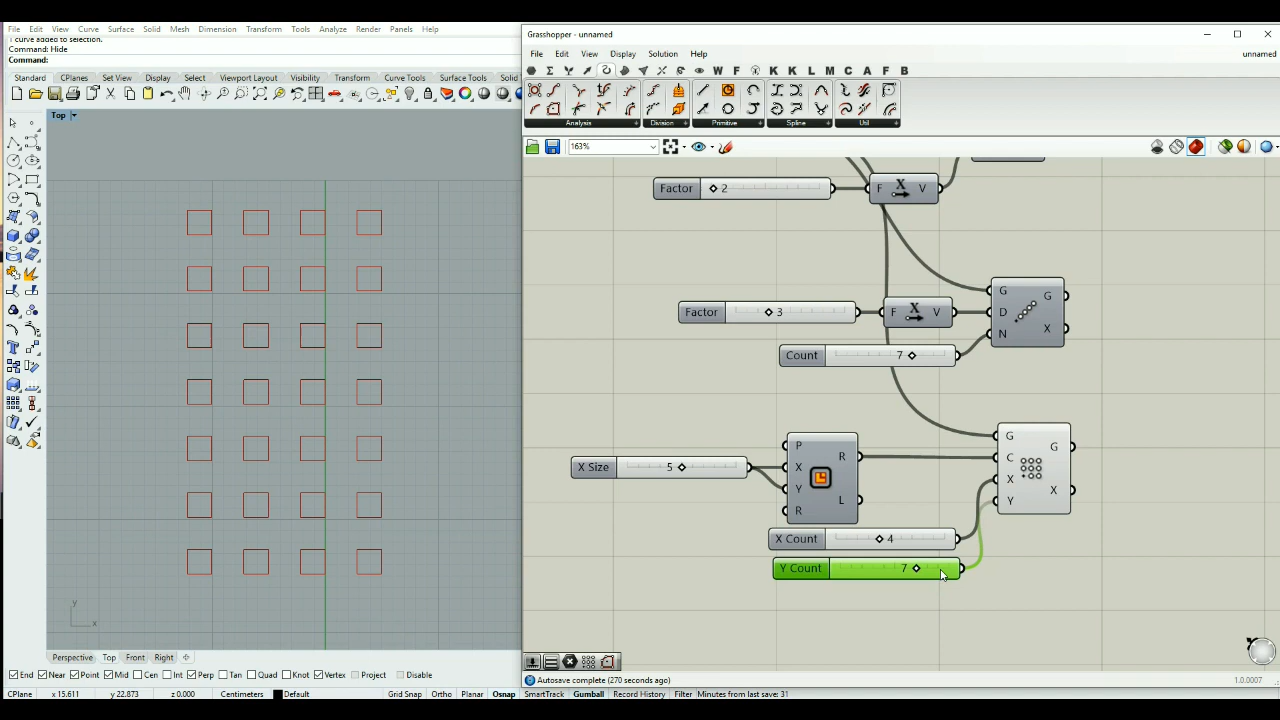 File Edit View Curve Surface Solid Mesh Dimension Transform Tools Analyze Render Panels Help
1 curve added to selection.
Command: Hide
Command:
Standard CPlanes Set View Display Select Viewport Layout Visibility Transform Curve Tools Surface Tools Solid
Top
y
x
Perspective Top Front Right
End Near Point Mid Cen Int Perp Tan Quad Knot Vertex Project Disable
CPlane x 15.611 y 22.873 z 0.000 Centimeters Default Grid Snap Ortho Planar Osnap SmartTrack Gumball Record History Filter Minutes from last save: 31
Grasshopper - unnamed
File Edit View Display Solution Help unnamed
W F K K L M C A F B
Analysis Division Primitive Spline Util
163%
Factor 2 F X V
G G
Factor 3 F X V D
X
Count 7 N
G
P G
R C
X Size 5 X
X
Y X
Y
L
R
X Count 4
Y Count 7
Autosave complete (270 seconds ago) 1.0.0007